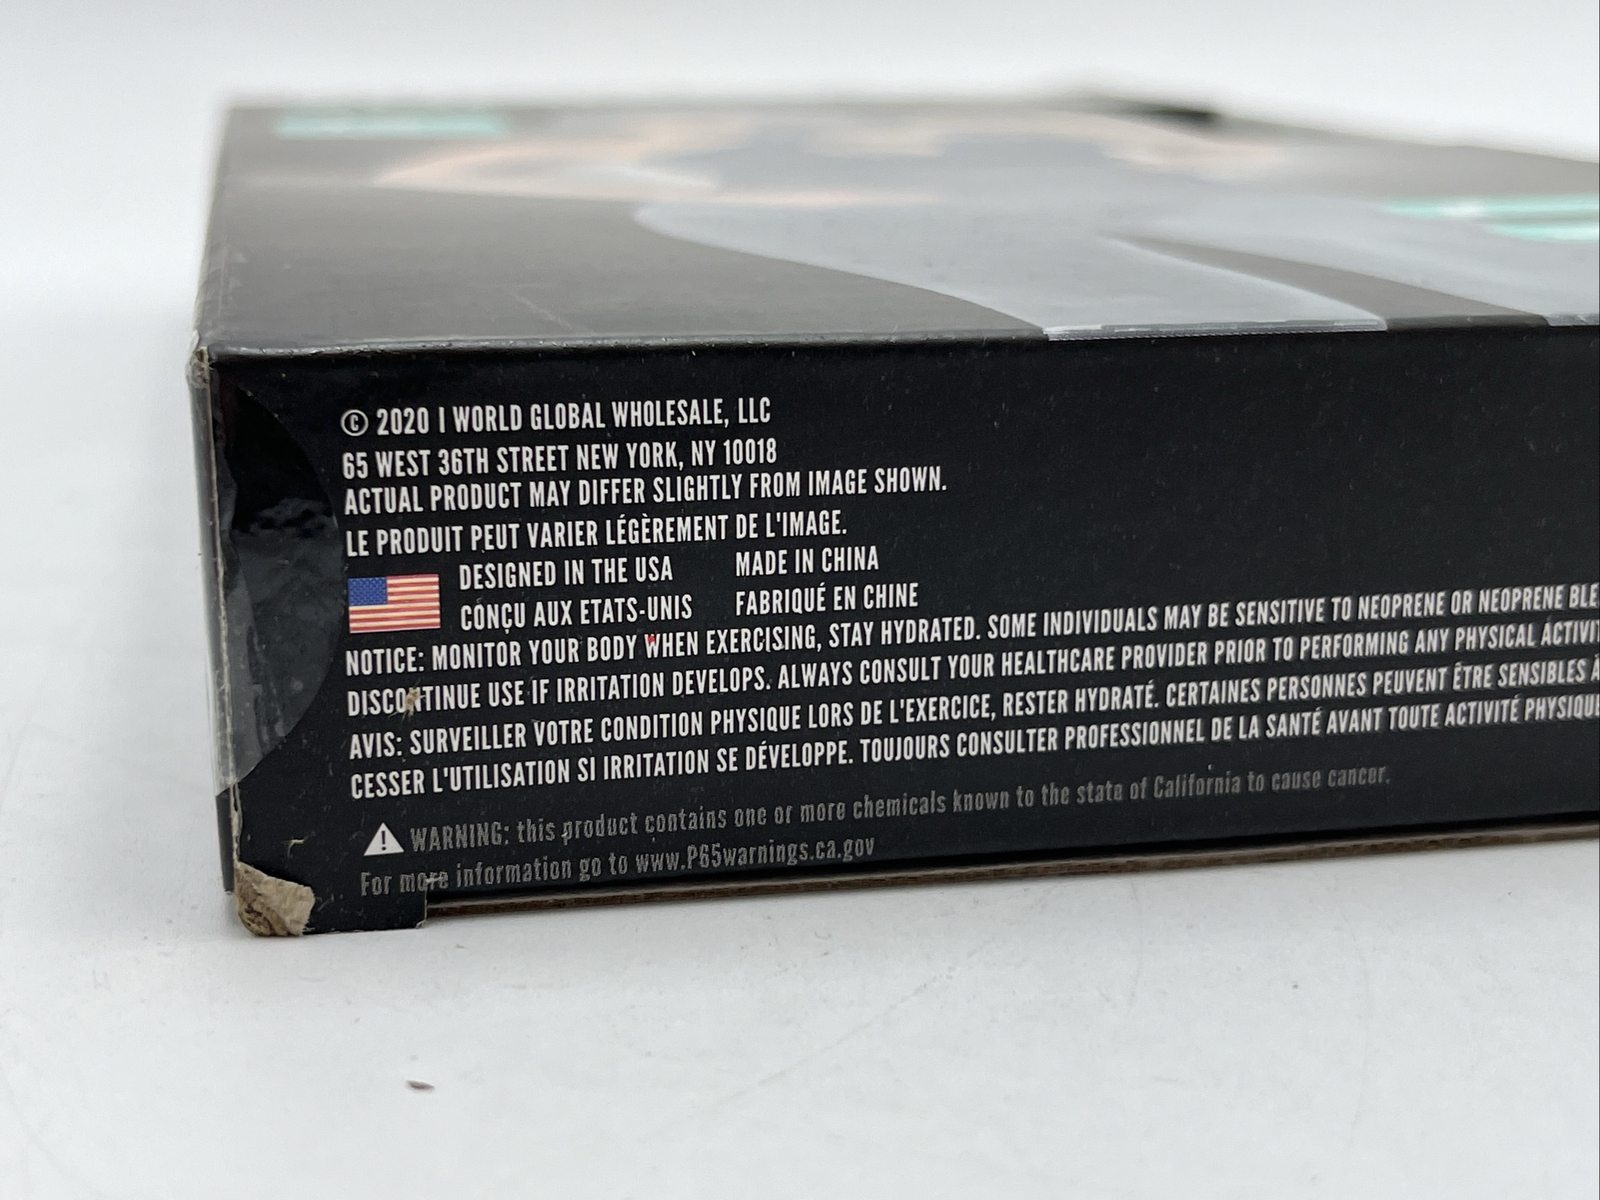 © 2020 I WORLD GLOBAL WHOLESALE, LLC
65 WEST 36TH STREET NEW YORK, NY 10018
ACTUAL PRODUCT MAY DIFFER SLIGHTLY FROM IMAGE SHOWN.
LE PRODUIT PEUT VARIER LÉGÈREMENT DE L'IMAGE.
DESIGNED IN THE USA MADE IN CHINA
CONÇU AUX ETATS-UNIS FABRIQUÉ EN CHINE
NOTICE: MONITOR YOUR BODY WHEN EXERCISING, STAY HYDRATED. SOME INDIVIDUALS MAY BE SENSITIVE TO NEOPRENE OR NEOPRENE BLE
DISCONTINUE USE IF IRRITATION DEVELOPS. ALWAYS CONSULT YOUR HEALTHCARE PROVIDER PRIOR TO PERFORMING ANY PHYSICAL ACTIVI
AVIS: SURVEILLER VOTRE CONDITION PHYSIQUE LORS DE L'EXERCICE, RESTER HYDRATÉ. CERTAINES PERSONNES PEUVENT ÊTRE SENSIBLES À
CESSER L'UTILISATION SI IRRITATION SE DÉVELOPPE. TOUJOURS CONSULTER PROFESSIONNEL DE LA SANTÉ AVANT TOUTE ACTIVITÉ PHYSIQU
WARNING: this product contains one or more chemicals known to the state of California to cause cancer.
For more information go to www.P65warnings.ca.gov